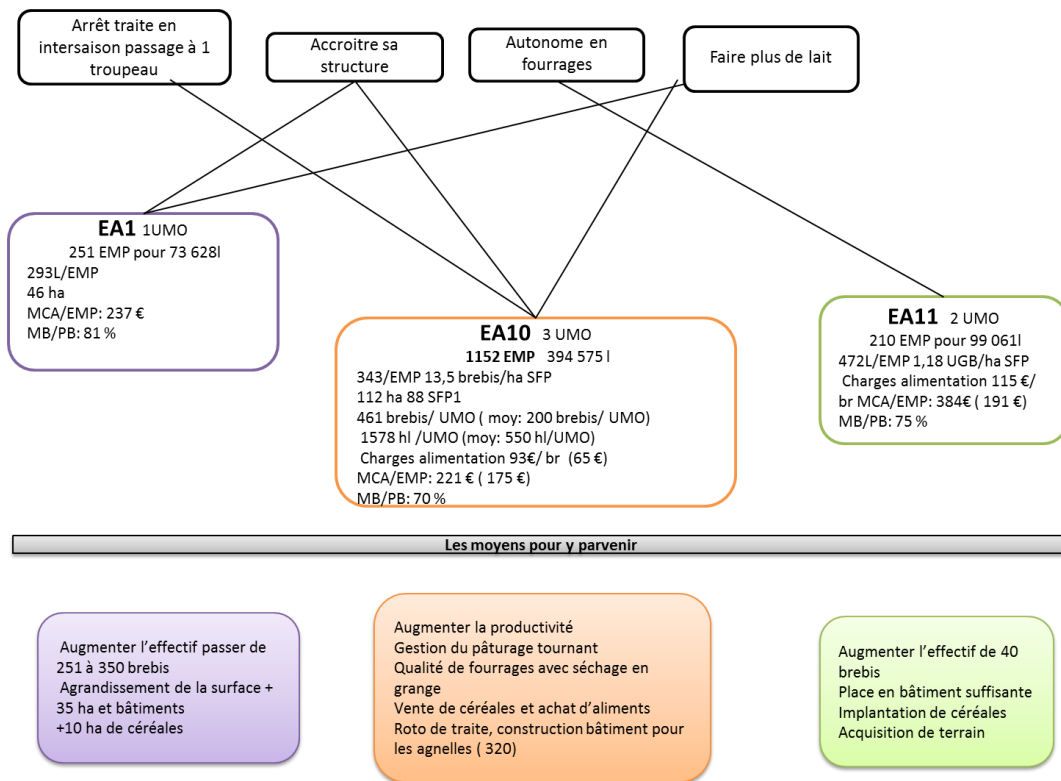 Arrêt traite en
intersaison passage à 1
troupeau
Accroitre sa
structure
Autonome en
fourrages
Faire plus de lait
EA1 1UMO
251 EMP pour 73 628l
293L/EMP
46 ha
MCA/EMP: 237 €
MB/PB: 81 %
EA10 3 UMO
1152 EMP 394 575 l
343/EMP 13,5 brebis/ha SFP
112 ha 88 SFP1
461 brebis/ UMO ( moy: 200 brebis/ UMO)
1578 hl /UMO (moy: 550 hl/UMO)
Charges alimentation 93€/ br (65 €)
MCA/EMP: 221 € ( 175 €)
MB/PB: 70 %
EA11 2 UMO
210 EMP pour 99 061l
472L/EMP 1,18 UGB/ha SFP
Charges alimentation 115 €/
br MCA/EMP: 384€ ( 191 €)
MB/PB: 75 %
Les moyens pour y parvenir
Augmenter l’effectif passer de
251 à 350 brebis
Agrandissement de la surface +
35 ha et bâtiments
+10 ha de céréales
Augmenter la productivité
Gestion du pâturage tournant
Qualité de fourrages avec séchage en
grange
Vente de céréales et achat d’aliments
Roto de traite, construction bâtiment pour
les agnelles ( 320)
Augmenter l’effectif de 40
brebis
Place en bâtiment suffisante
Implantation de céréales
Acquisition de terrain